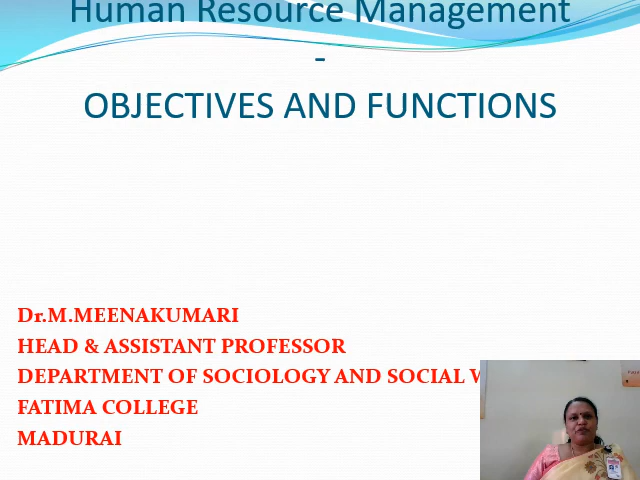 Human Resource Management
-
OBJECTIVES AND FUNCTIONS
Dr.M.MEENAKUMARI
HEAD & ASSISTANT PROFESSOR
DEPARTMENT OF SOCIOLOGY AND SOCIAL
FATIMA COLLEGE
MADURAI